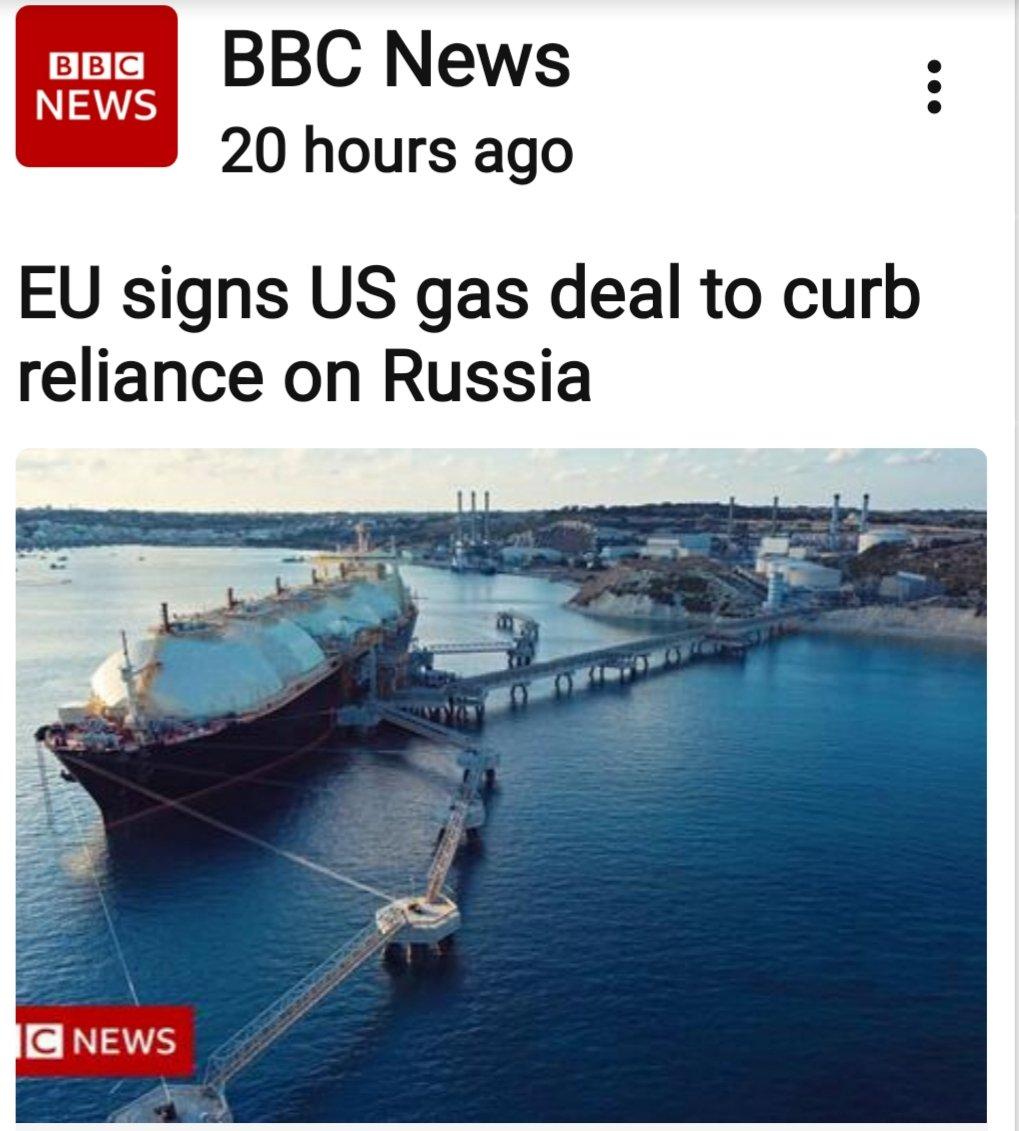 BBC
NEWS
BBC News
20 hours ago
EU signs US gas deal to curb
reliance on Russia
C NEWS